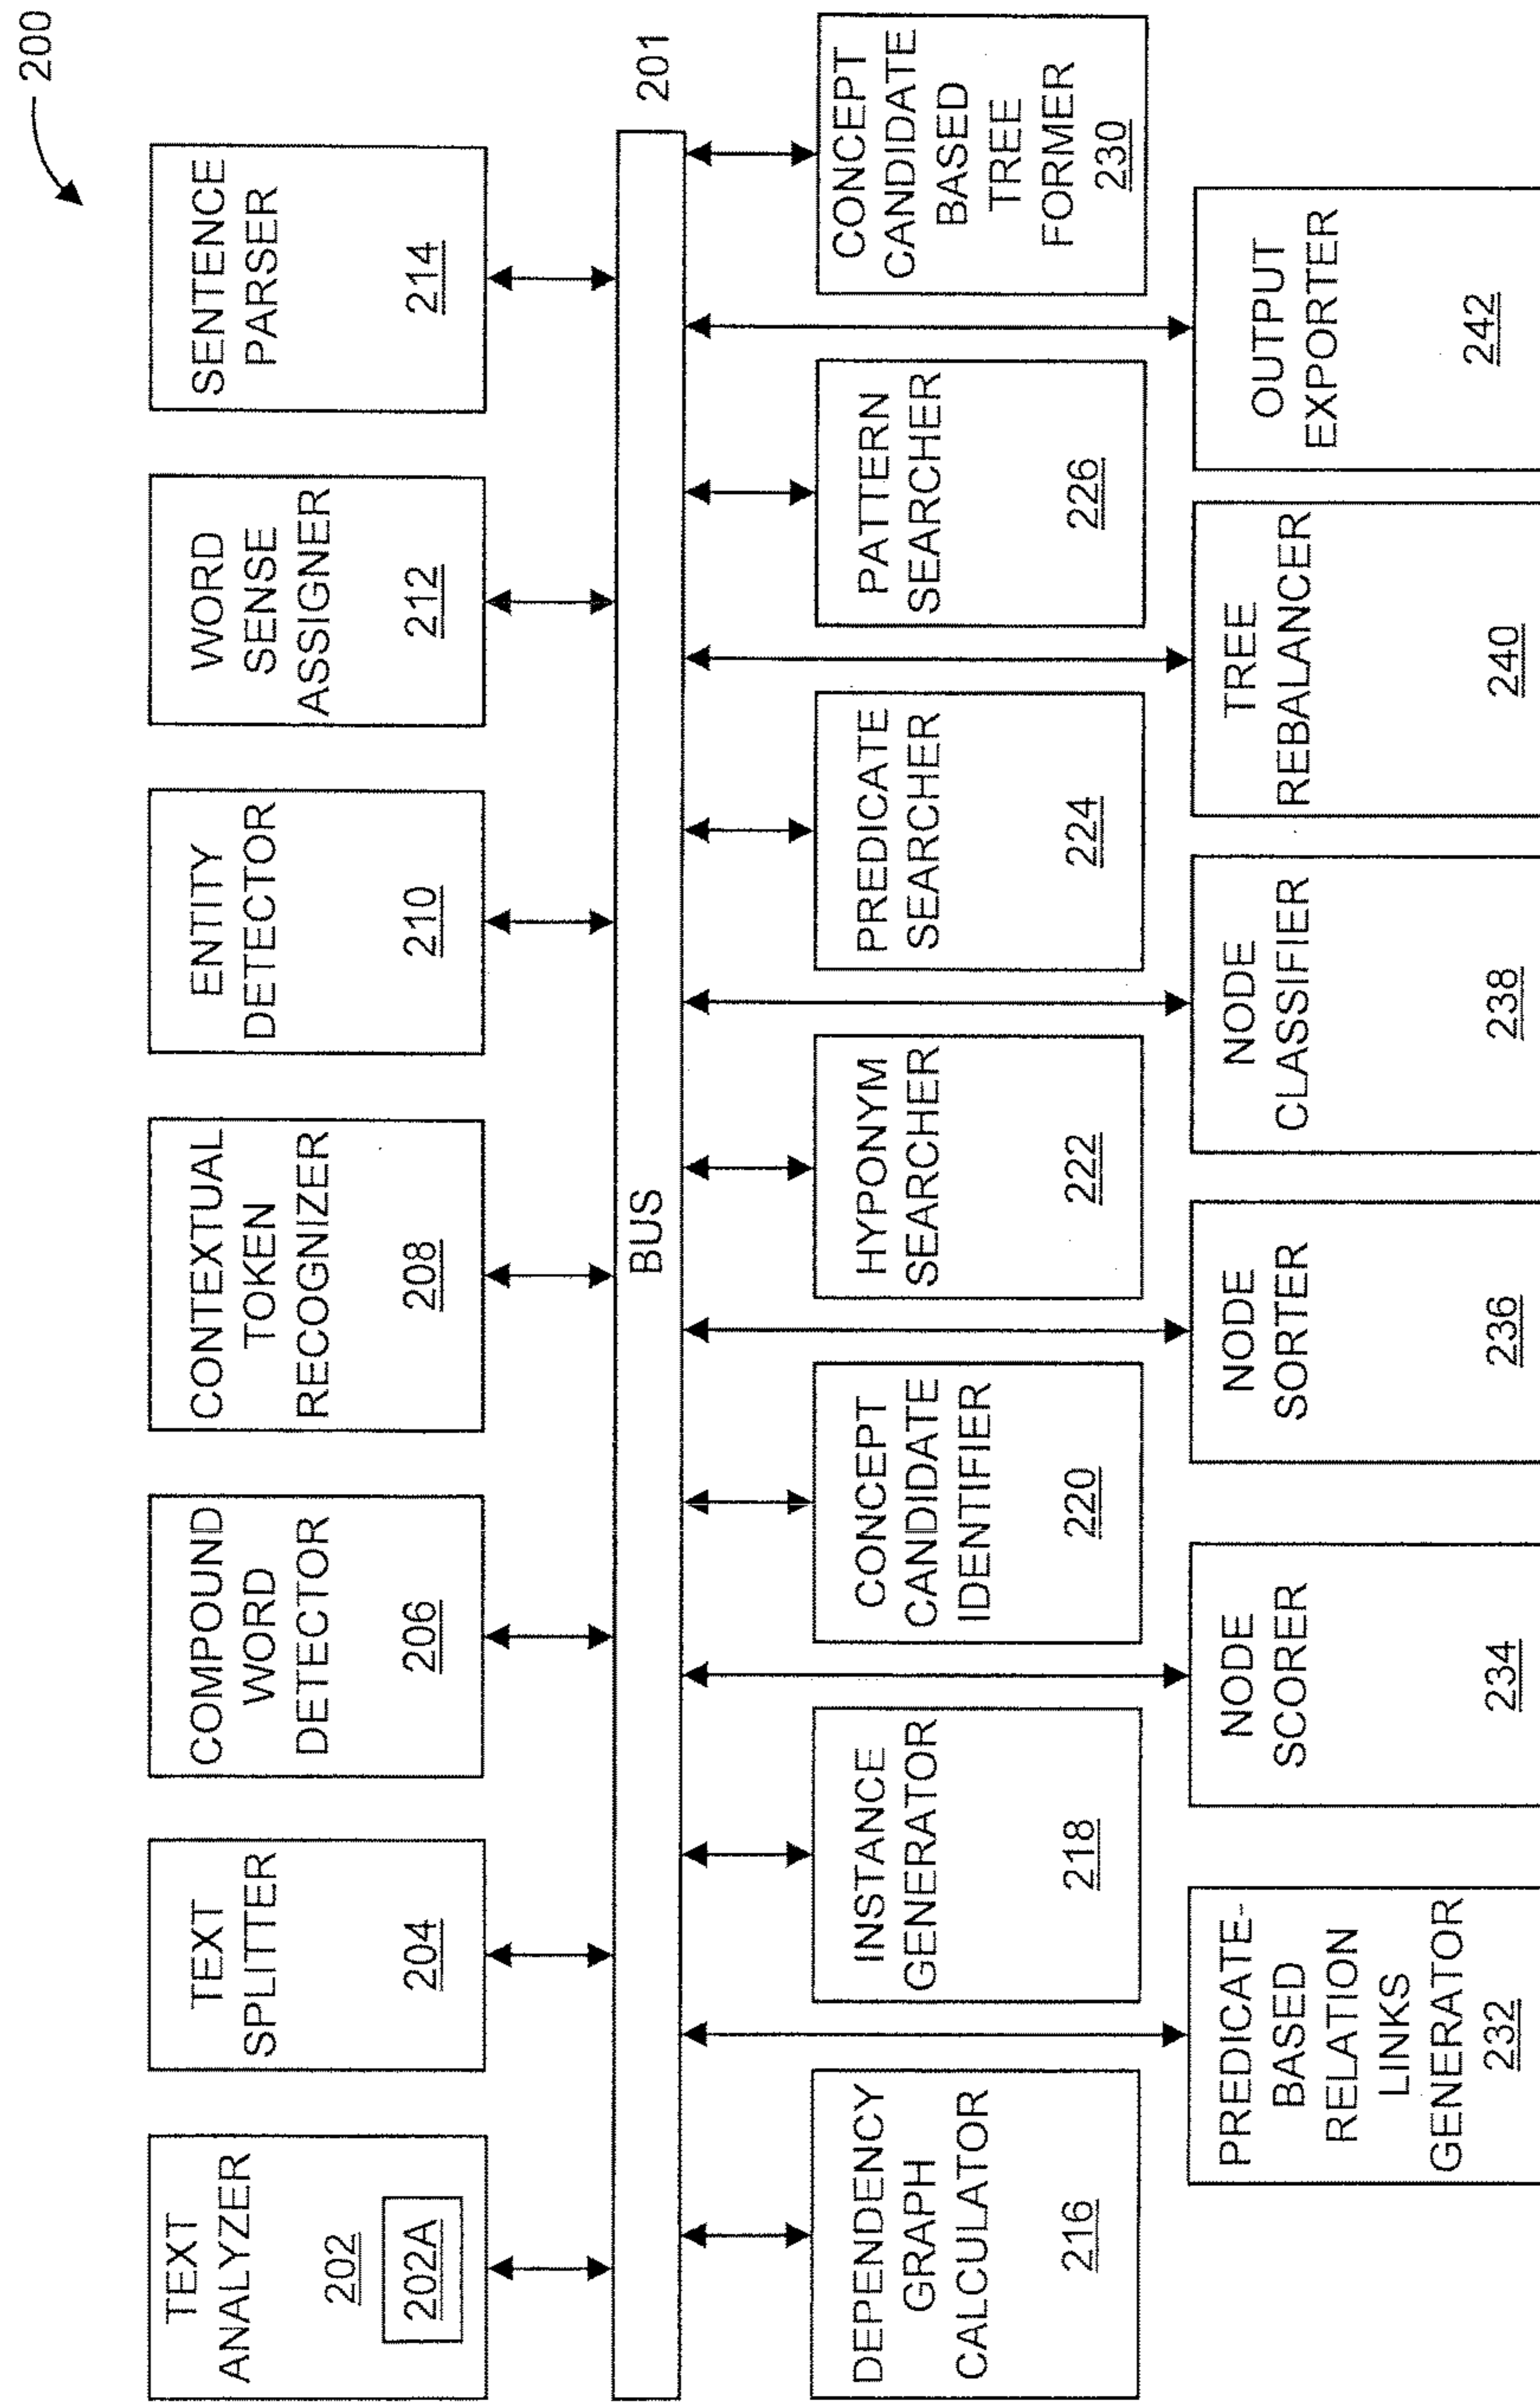 200
TEXT
ANALYZER
202
202A
TEXT
SPLITTER
204
COMPOUND
WORD
DETECTOR
206
CONTEXTUAL
TOKEN
RECOGNIZER
208
ENTITY
DETECTOR
210
WORD
SENSE
ASSIGNER
212
SENTENCE
PARSER
214
BUS
201
DEPENDENCY
GRAPH
CALCULATOR
216
INSTANCE
GENERATOR
218
CONCEPT
CANDIDATE
IDENTIFIER
220
HYPONYM
SEARCHER
222
PREDICATE
SEARCHER
224
PATTERN
SEARCHER
226
CONCEPT
CANDIDATE
BASED
TREE
FORMER
230
PREDICATE-
BASED
RELATION
LINKS
GENERATOR
232
NODE
SCORER
234
NODE
SORTER
236
NODE
CLASSIFIER
238
TREE
REBALANCER
240
OUTPUT
EXPORTER
242